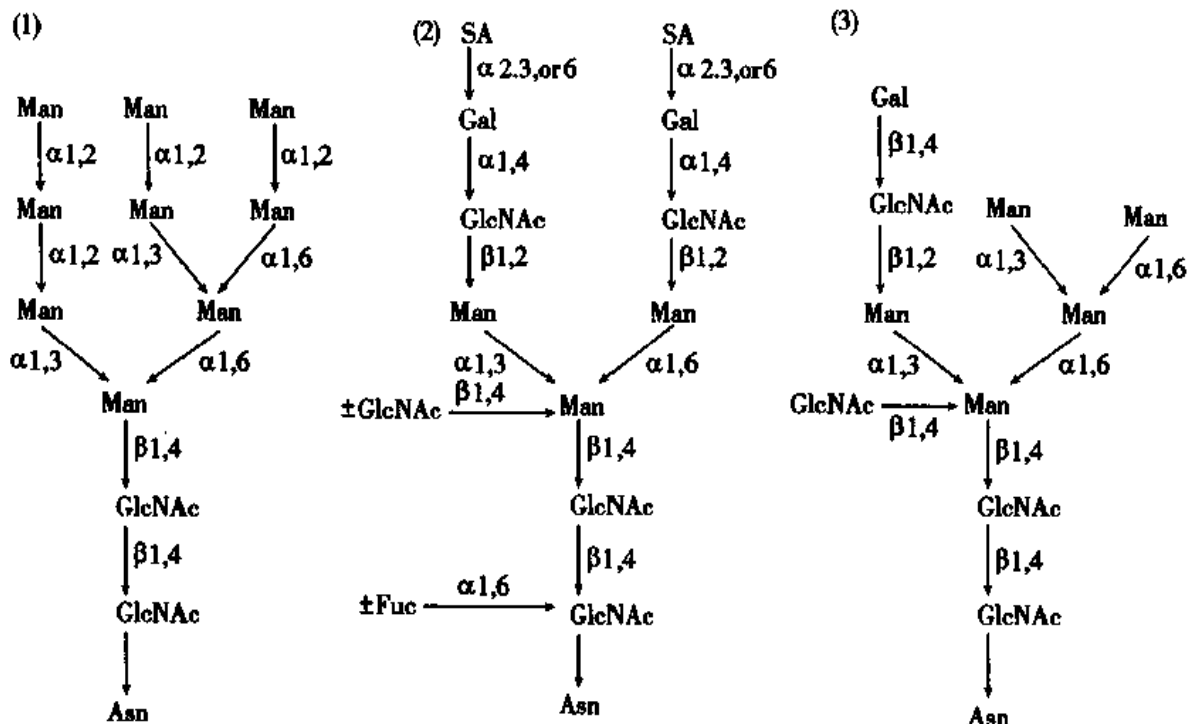 (1) (2) SA SA (3)
α2.3,or6 α2.3,or6
Man Man Man Gal Gal Gal
α1,2 α1,2 α1,2 α1,4 α1,4 β1,4
Man Man Man GlcNAc GlcNAc GlcNAc Man Man
α1,2 α1,3 α1,6 β1,2 β1,2 β1,2 α1,3 α1,6
Man Man Man Man Man Man
α1,3 α1,6 α1,3 α1,6 α1,3 α1,6
Man ±GlcNAc β1,4 Man GlcNAc β1,4 Man
β1,4 β1,4 β1,4
GlcNAc GlcNAc GlcNAc
β1,4 β1,4 β1,4
GlcNAc ±Fuc α1,6 GlcNAc GlcNAc
Asn Asn Asn